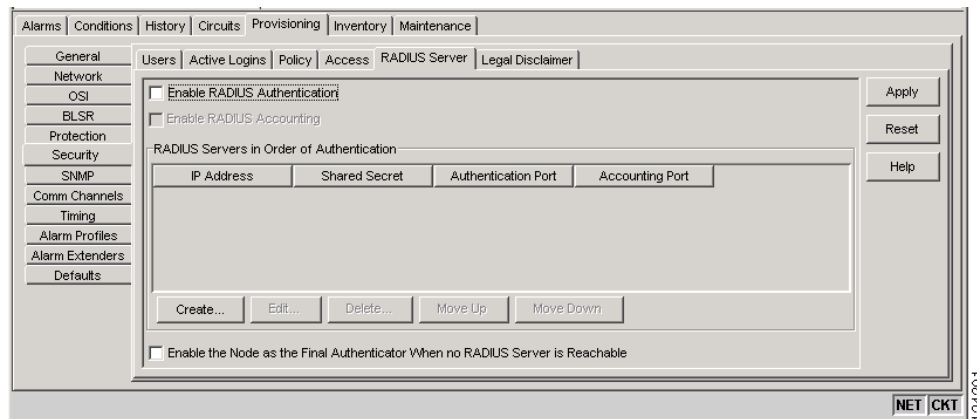 Alarms Conditions History Circuits Provisioning Inventory Maintenance
General
Network
OSI
BLSR
Protection
Security
SNMP
Comm Channels
Timing
Alarm Profiles
Alarm Extenders
Defaults
Users Active Logins Policy Access RADIUS Server Legal Disclaimer
Enable RADIUS Authentication
Enable RADIUS Accounting
RADIUS Servers in Order of Authentication
IP Address Shared Secret Authentication Port Accounting Port
Create... Edit... Delete... Move Up Move Down
Enable the Node as the Final Authenticator When no RADIUS Server is Reachable
Apply
Reset
Help
NET CKT